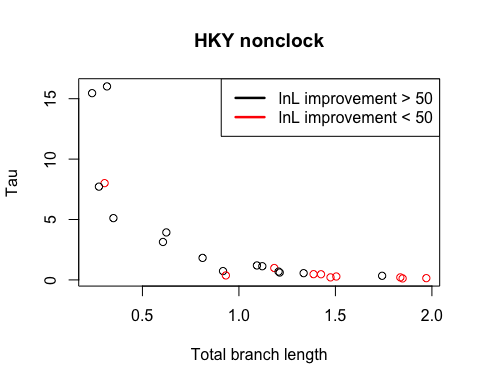 HKY nonclock
lnL improvement > 50
lnL improvement < 50
Tau
15
10
5
0
0.5 1.0 1.5 2.0
Total branch length